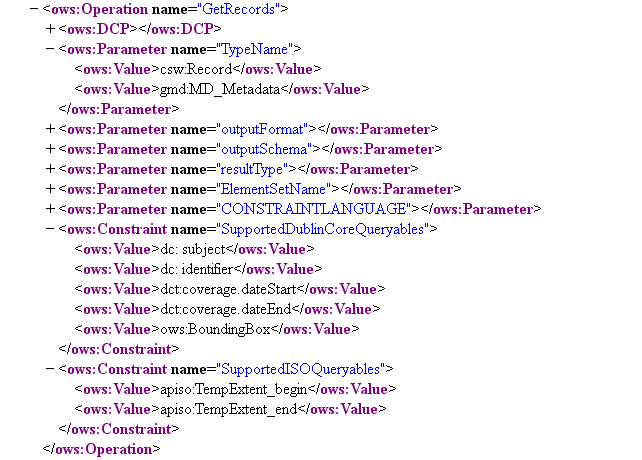 − <ows:Operation name="GetRecords">
+ <ows:DCP></ows:DCP>
− <ows:Parameter name="TypeName">
<ows:Value>csw:Record</ows:Value>
<ows:Value>gmd:MD_Metadata</ows:Value>
</ows:Parameter>
+ <ows:Parameter name="outputFormat"></ows:Parameter>
+ <ows:Parameter name="outputSchema"></ows:Parameter>
+ <ows:Parameter name="resultType"></ows:Parameter>
+ <ows:Parameter name="ElementSetName"></ows:Parameter>
+ <ows:Parameter name="CONSTRAINTLANGUAGE"></ows:Parameter>
− <ows:Constraint name="SupportedDublinCoreQueryables">
<ows:Value>dc: subject</ows:Value>
<ows:Value>dc: identifier</ows:Value>
<ows:Value>dct:coverage.dateStart</ows:Value>
<ows:Value>dct:coverage.dateEnd</ows:Value>
<ows:Value>ows:BoundingBox</ows:Value>
</ows:Constraint>
− <ows:Constraint name="SupportedISOQueryables">
<ows:Value>apiso:TempExtent_begin</ows:Value>
<ows:Value>apiso:TempExtent_end</ows:Value>
</ows:Constraint>
</ows:Operation>